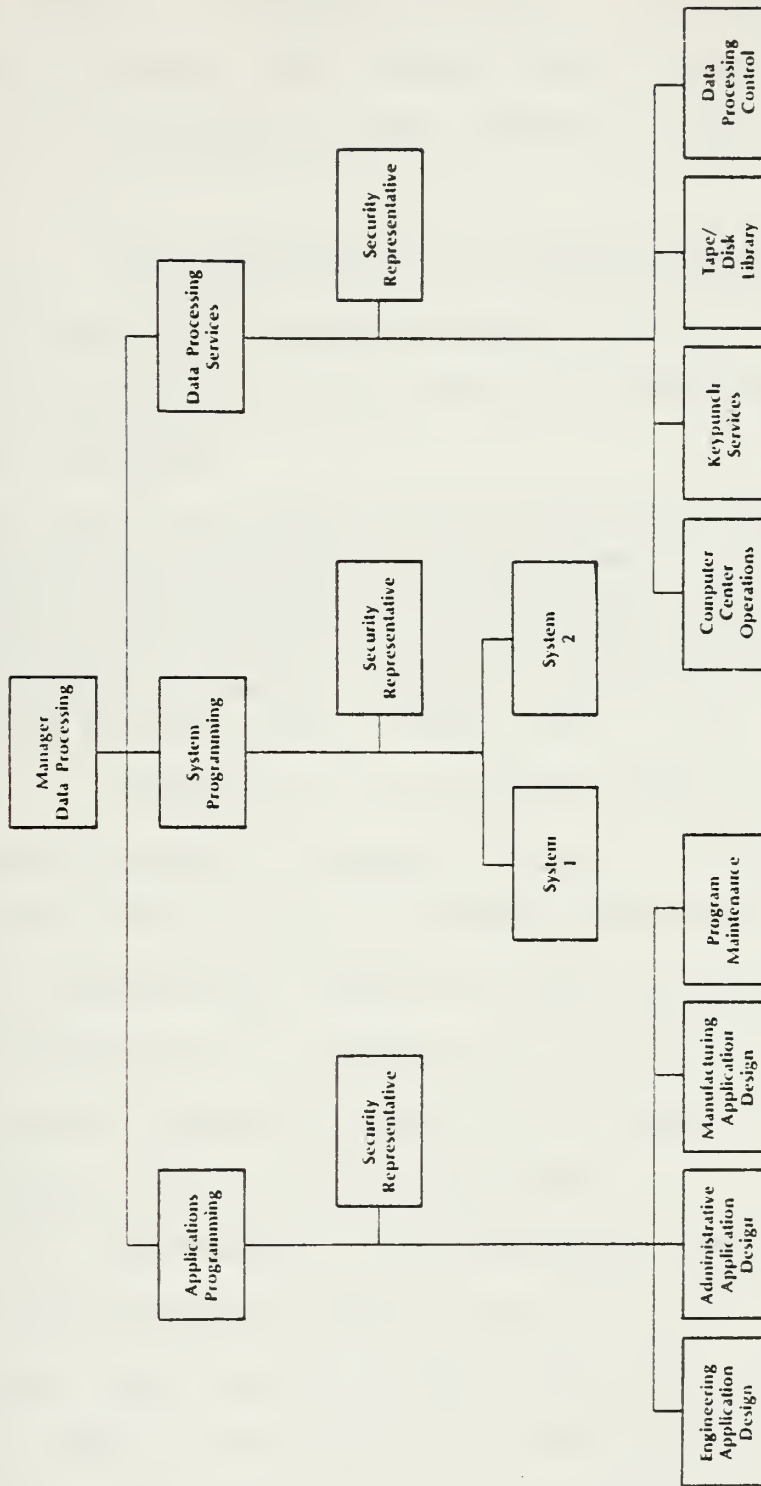 Manager
Data Processing
Applications
Programming
System
Programming
Data Processing
Services
Security
Representative
Security
Representative
Security
Representative
System
1
System
2
Engineering
Application
Design
Administrative
Application
Design
Manufacturing
Application
Design
Program
Maintenance
Computer
Center
Operations
Keypunch
Services
Tape/
Disk
Library
Data
Processing
Control